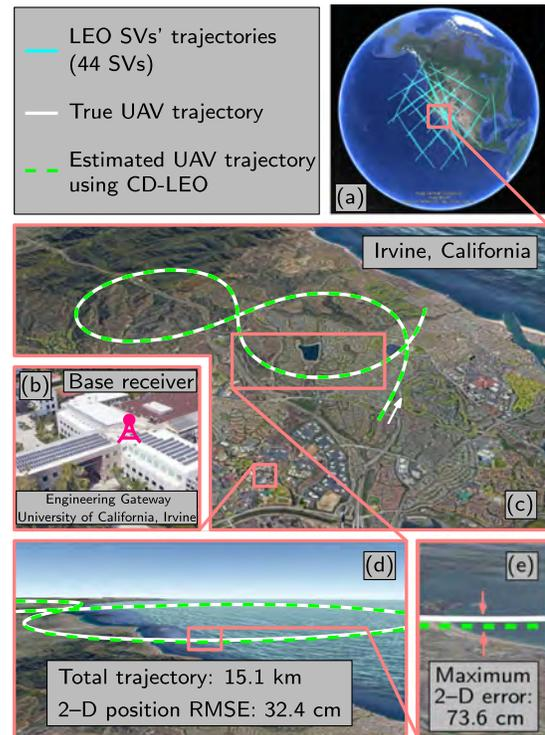 LEO SVs' trajectories
(44 SVs)
True UAV trajectory
Estimated UAV trajectory
using CD-LEO
(a)
Irvine, California
(b)
Base receiver
Engineering Gateway
University of California, Irvine
(c)
(d)
Total trajectory: 15.1 km
2–D position RMSE: 32.4 cm
(e)
Maximum
2–D error:
73.6 cm